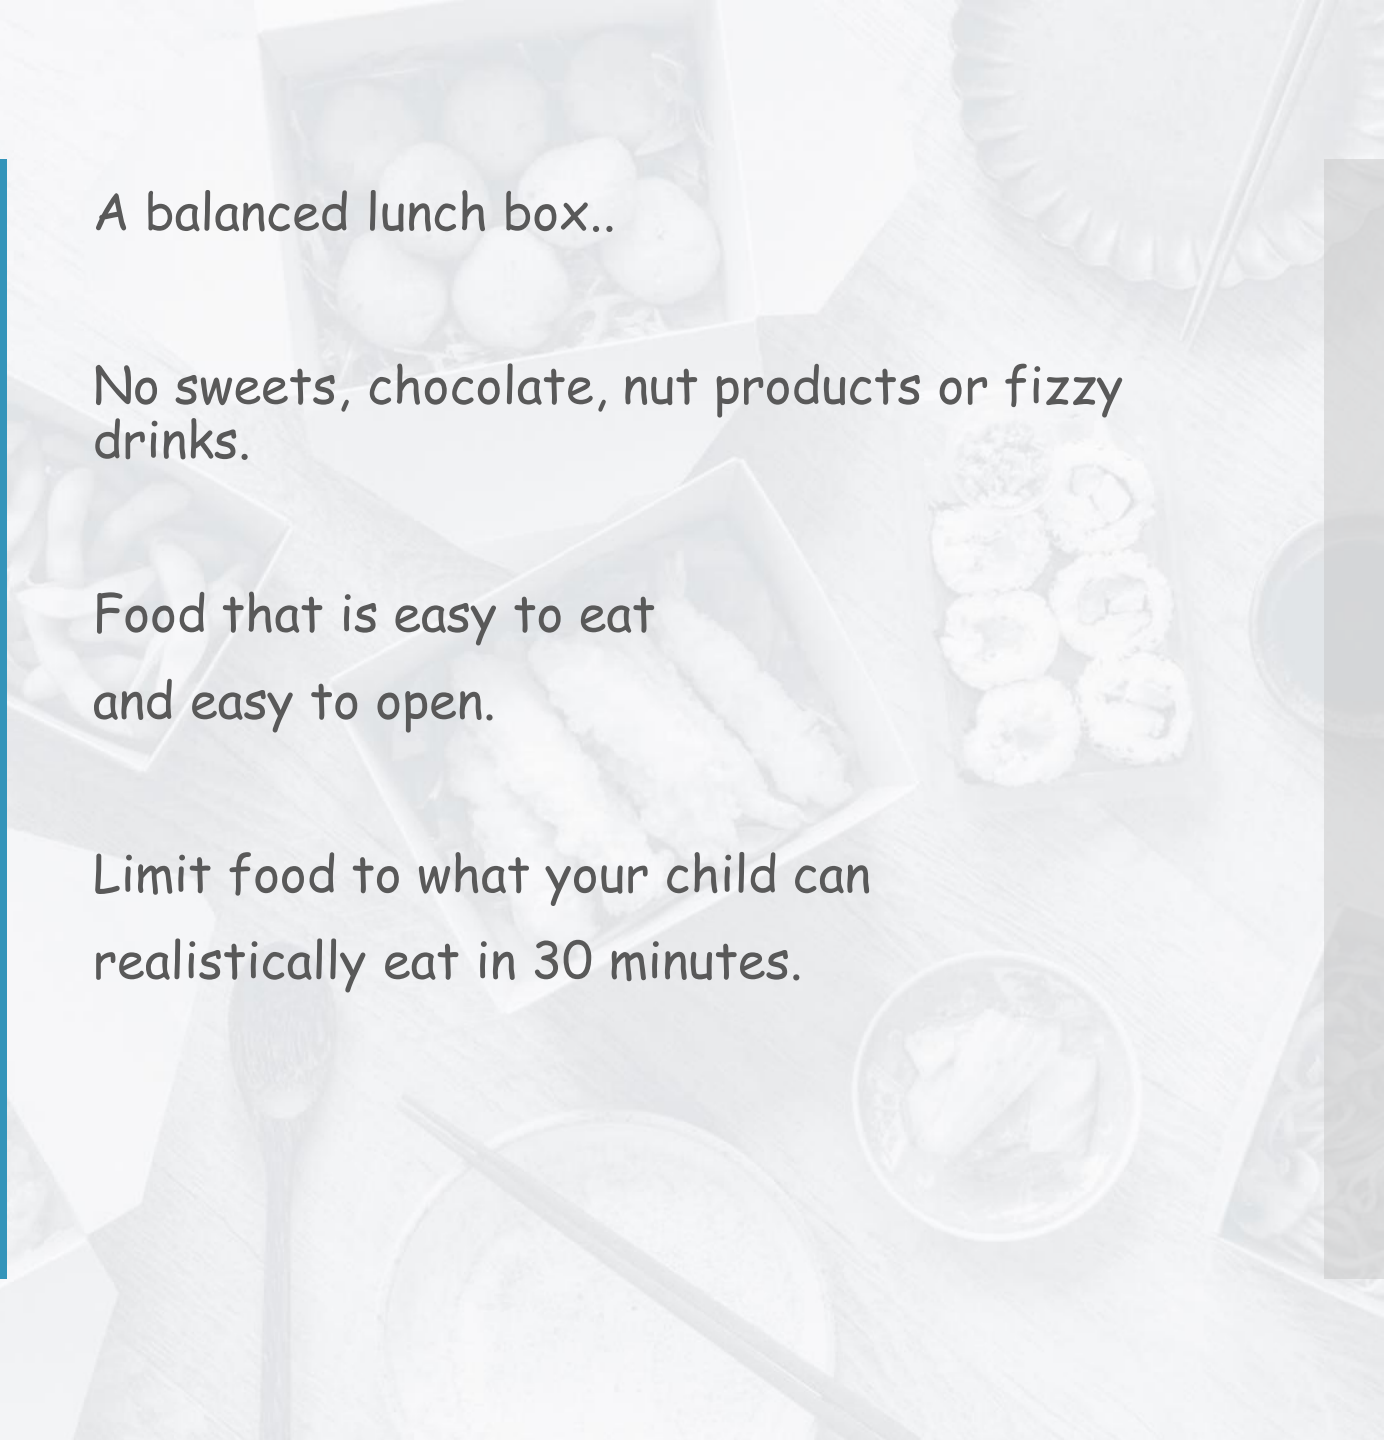 A balanced lunch box..
No sweets, chocolate, nut products or fizzy
drinks.
Food that is easy to eat
and easy to open.
Limit food to what your child can
realistically eat in 30 minutes.